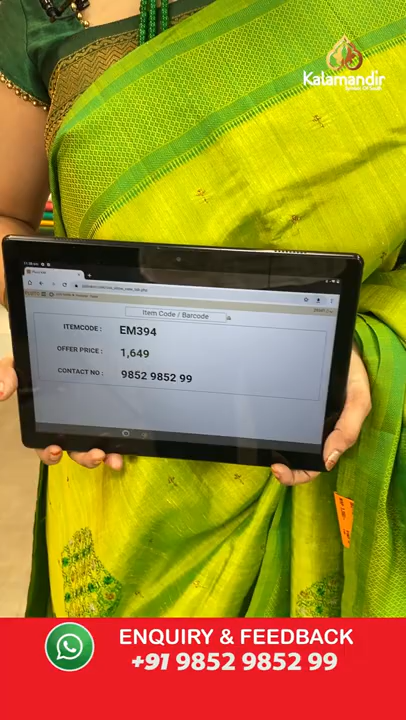 Kalamandir
Item Code / Barcode
ITEMCODE : EM394
OFFER PRICE : 1,649
CONTACT NO : 9852 9852 99
ENQUIRY & FEEDBACK
+91 9852 9852 99